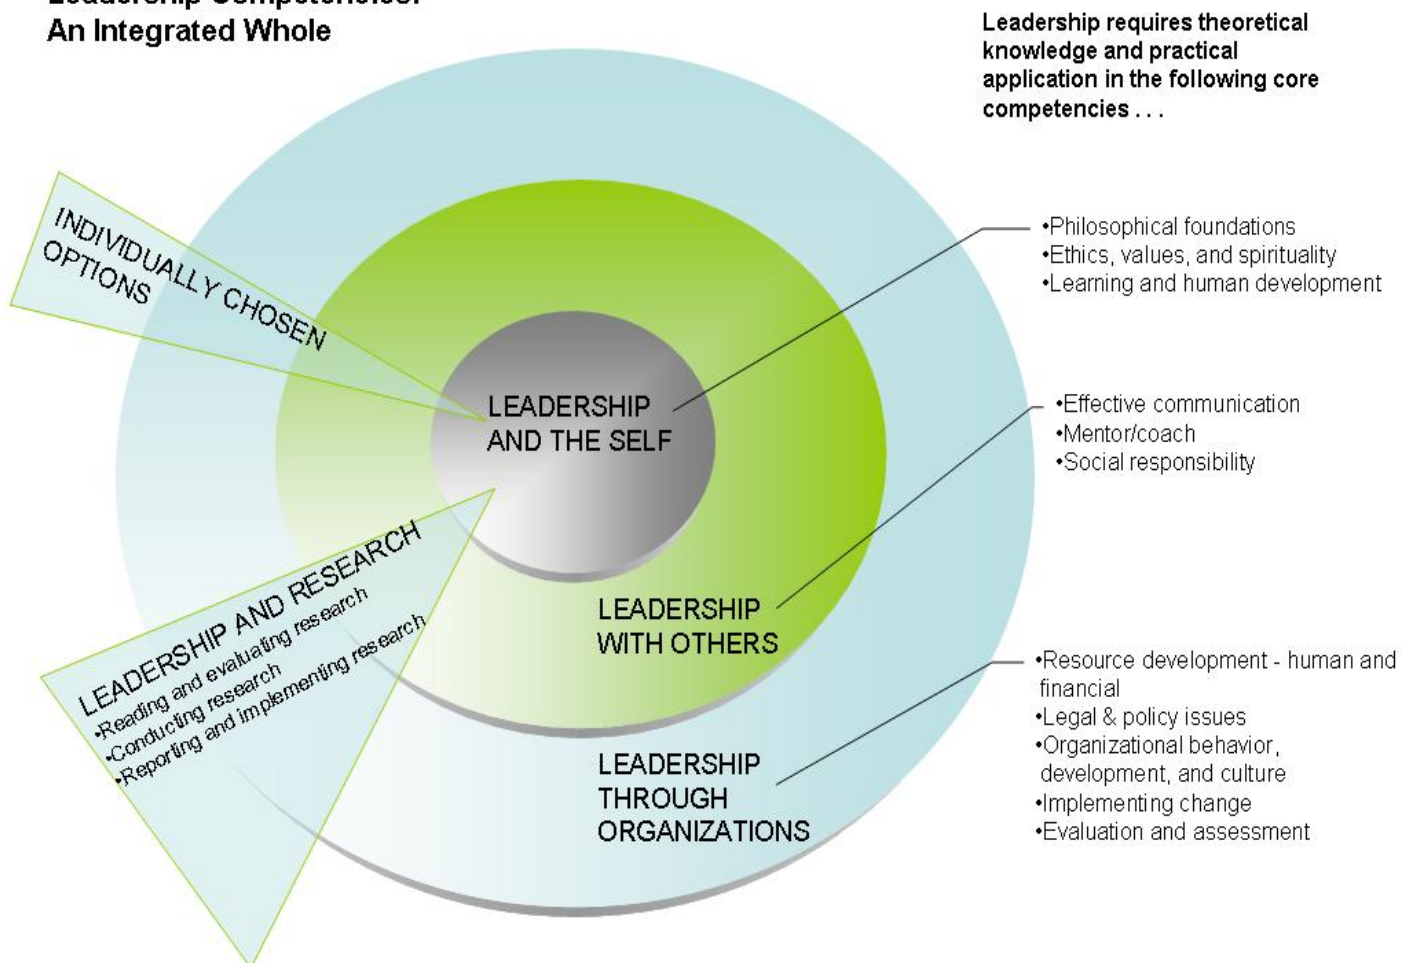 Leadership Competencies:
An Integrated Whole
Leadership requires theoretical
knowledge and practical
application in the following core
competencies . . .
INDIVIDUALLY CHOSEN
OPTIONS
•Philosophical foundations
•Ethics, values, and spirituality
•Learning and human development
LEADERSHIP
AND THE SELF
•Effective communication
•Mentor/coach
•Social responsibility
LEADERSHIP AND RESEARCH
•Reading and evaluating research
•Conducting research
•Reporting and implementing research
LEADERSHIP
WITH OTHERS
•Resource development - human and
financial
•Legal & policy issues
•Organizational behavior,
development, and culture
•Implementing change
•Evaluation and assessment
LEADERSHIP
THROUGH
ORGANIZATIONS